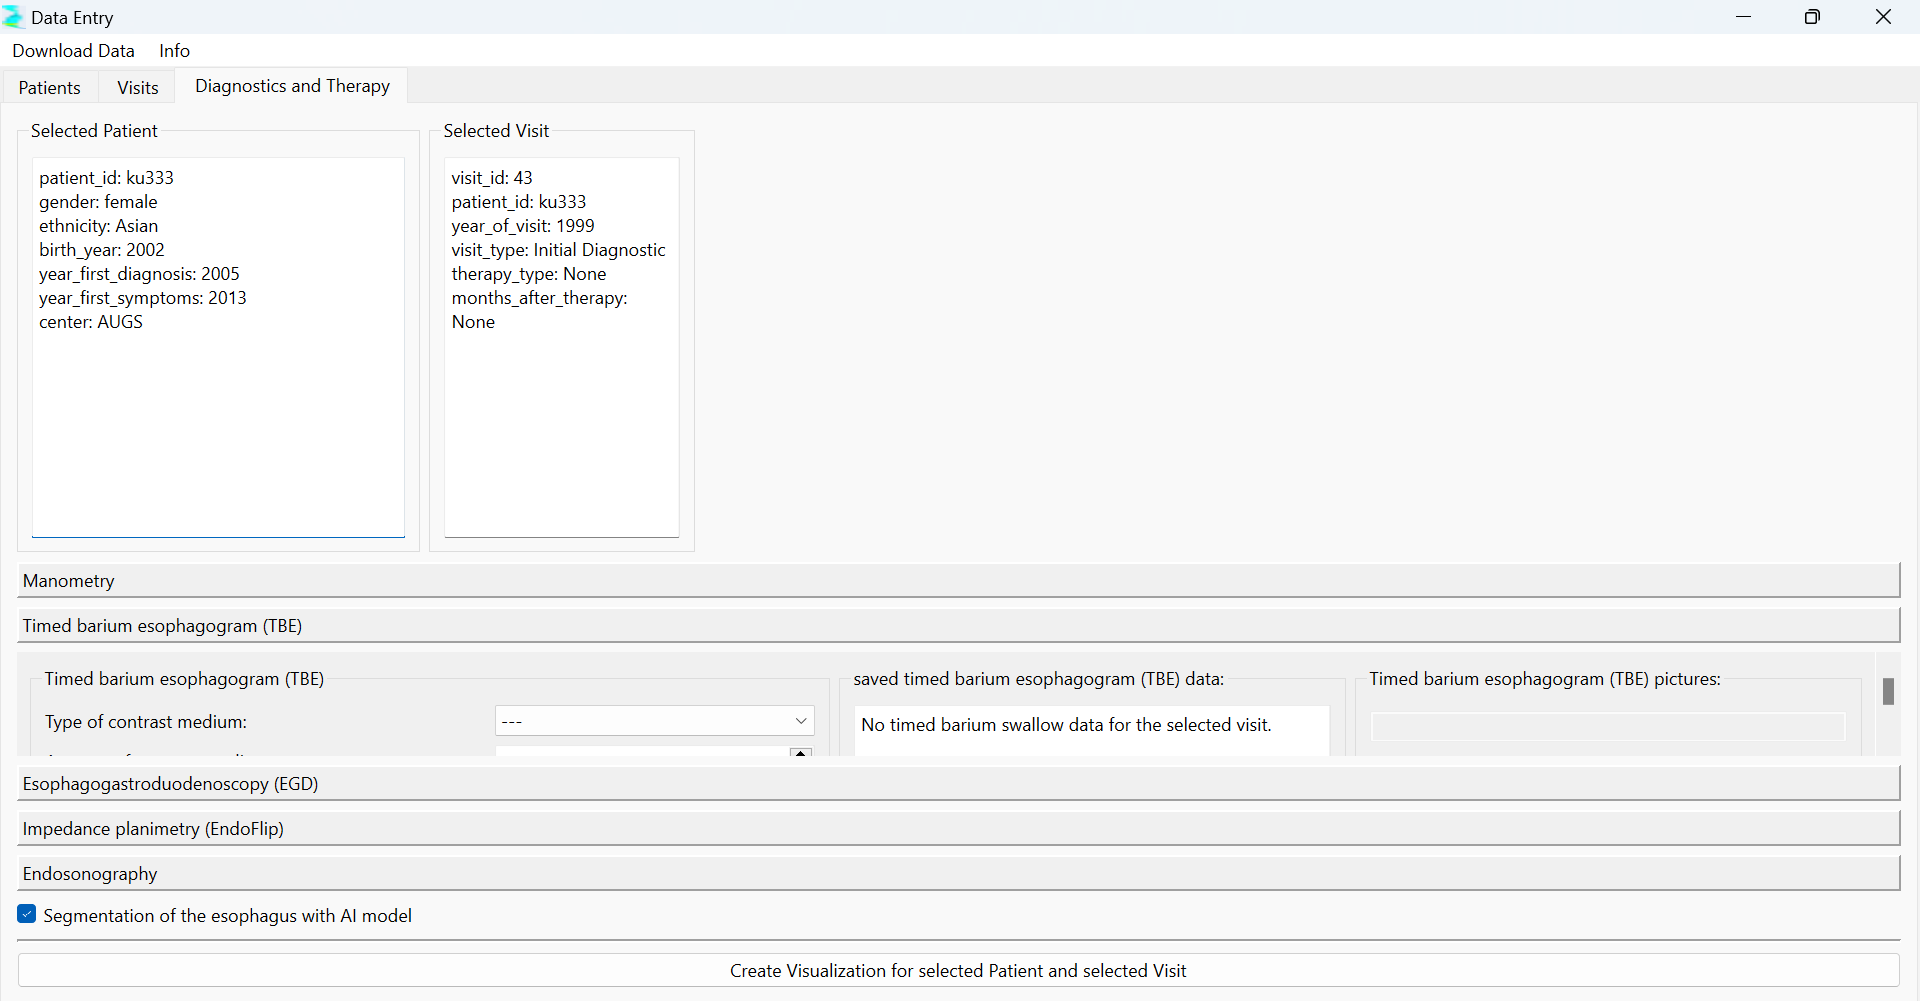 Data Entry
Download Data Info
Patients Visits Diagnostics and Therapy
Selected Patient
patient_id: ku333
gender: female
ethnicity: Asian
birth_year: 2002
year_first_diagnosis: 2005
year_first_symptoms: 2013
center: AUGS
Selected Visit
visit_id: 43
patient_id: ku333
year_of_visit: 1999
visit_type: Initial Diagnostic
therapy_type: None
months_after_therapy:
None
Manometry
Timed barium esophagogram (TBE)
Timed barium esophagogram (TBE)
Type of contrast medium: ---
saved timed barium esophagogram (TBE) data:
No timed barium swallow data for the selected visit.
Timed barium esophagogram (TBE) pictures:
Esophagogastroduodenoscopy (EGD)
Impedance planimetry (EndoFlip)
Endosonography
Segmentation of the esophagus with AI model
Create Visualization for selected Patient and selected Visit